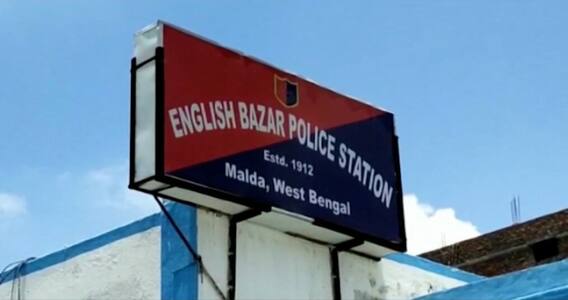 ENGLISH BAZAR POLICE STATION
Estd. 1912
Malda, West Bengal